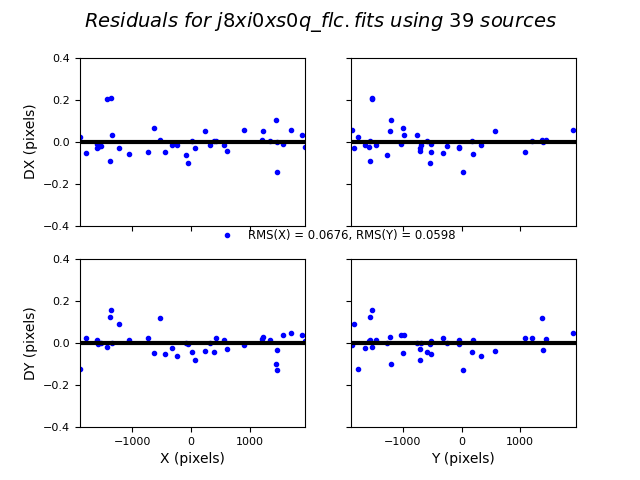 Residuals for j8xi0xs0q_flc.fits using 39 sources
0.4
0.2
0.0
−0.2
−0.4
DX (pixels)
RMS(X) = 0.0676, RMS(Y) = 0.0598
0.4
0.2
0.0
−0.2
−0.4
DY (pixels)
−1000 0 1000
X (pixels)
−1000 0 1000
Y (pixels)